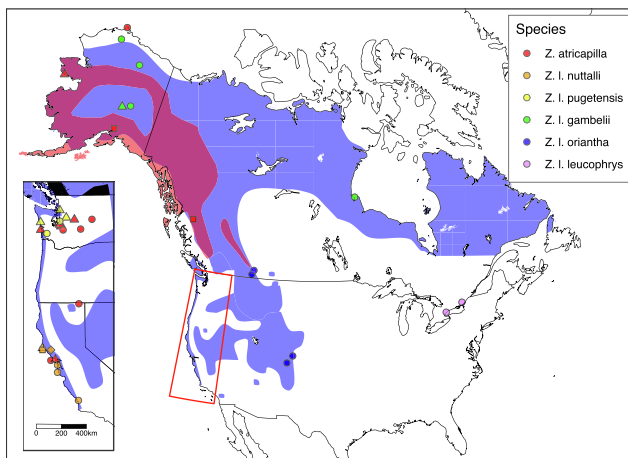 Species
Z. atricapilla
Z. l. nuttalli
Z. l. pugetensis
Z. l. gambelii
Z. l. oriantha
Z. l. leucophrys
0 200 400km